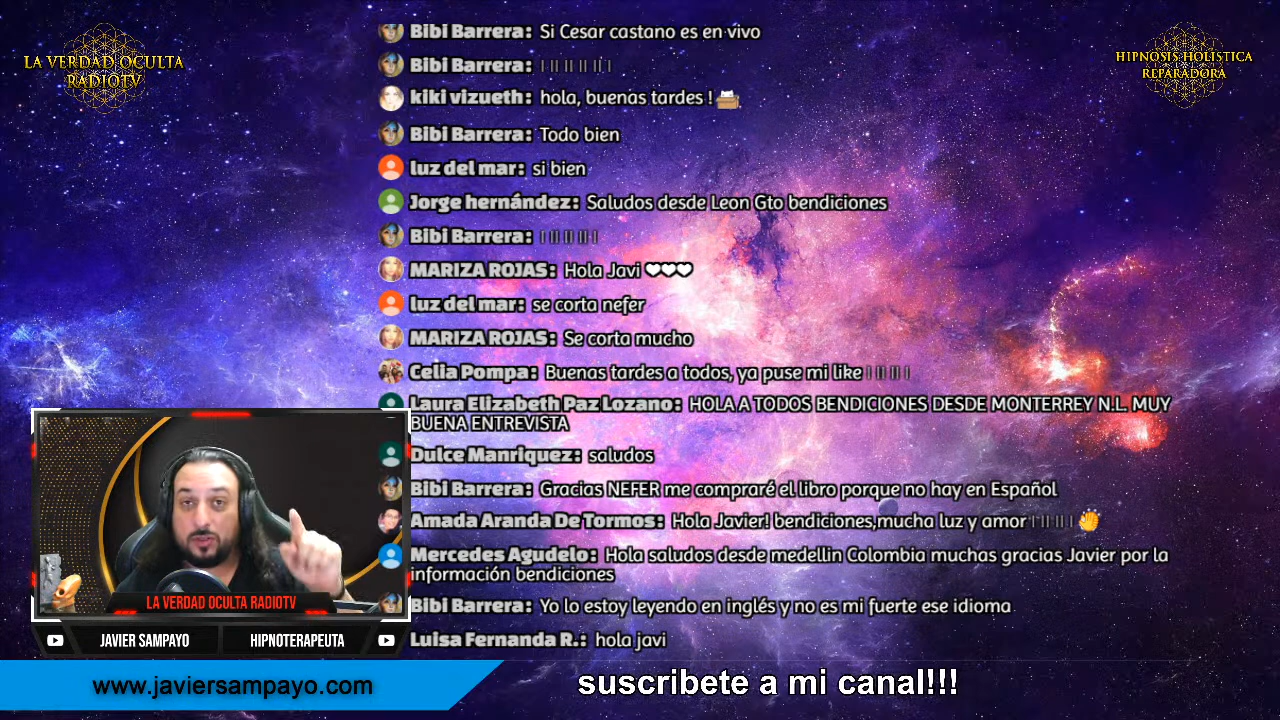 LA VERDAD OCULTA
RADIOTV
HIPNOSIS HOLISTICA
REPARADORA
Bibi Barrera: Si Cesar castano es en vivo
Bibi Barrera:
kiki vizueth: hola, buenas tardes !
Bibi Barrera: Todo bien
luz del mar: si bien
Jorge hernández: Saludos desde Leon Gto bendiciones
Bibi Barrera:
MARIZA ROJAS: Hola Javi
luz del mar: se corta nefer
MARIZA ROJAS: Se corta mucho
Celia Pompa: Buenas tardes a todos, ya puse mi like
Laura Elizabeth Paz Lozano: HOLA A TODOS BENDICIONES DESDE MONTERREY N.L. MUY
BUENA ENTREVISTA
Dulce Manriquez: saludos
Bibi Barrera: Gracias NEFER me compraré el libro porque no hay en Español
Amada Aranda De Tormos: Hola Javier! bendiciones,mucha luz y amor
Mercedes Agudelo: Hola saludos desde medellin Colombia muchas gracias Javier por la
información bendiciones
Bibi Barrera: Yo lo estoy leyendo en inglés y no es mi fuerte ese idioma
Luisa Fernanda R.: hola javi
LA VERDAD OCULTA RADIOTV
JAVIER SAMPAYO
HIPNOTERAPEUTA
www.javiersampayo.com
suscribete a mi canal!!!